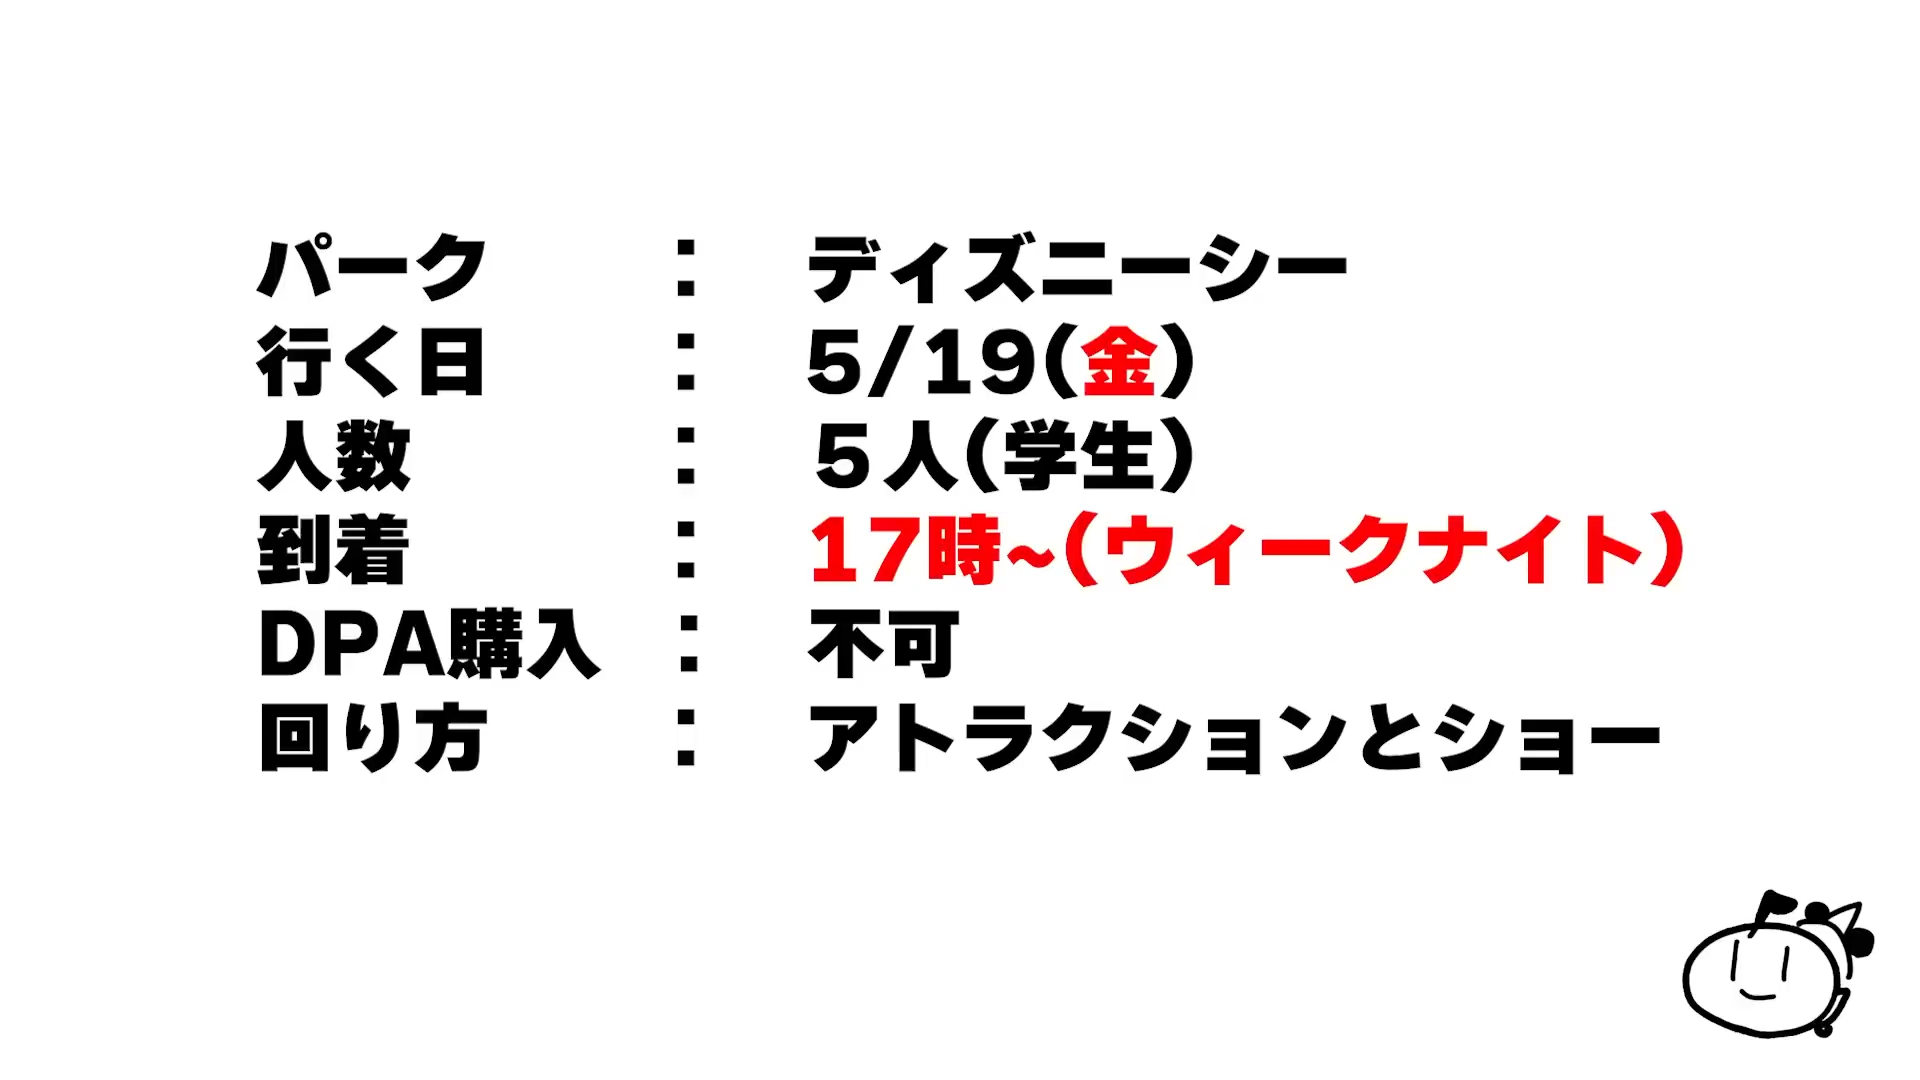 パーク : ディズニーシー
行く日 : 5/19(金)
人数 : 5人(学生)
到着 : 17時~(ウィークナイト)
DPA購入 : 不可
回り方 : アトラクションとショー